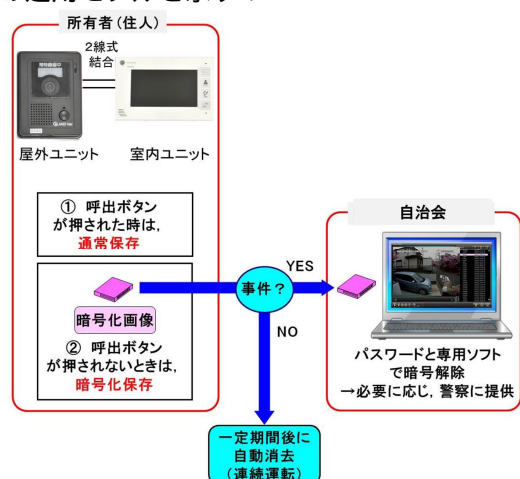 所有者(住人)
2線式
結合
屋外ユニット
室内ユニット
① 呼出ボタン
が押された時は,
通常保存
暗号化画像
② 呼出ボタン
が押されないときは,
暗号化保存
事件?
YES
NO
自治会
パスワードと専用ソフト
で暗号解除
→必要に応じ, 警察に提供
一定期間後に
自動消去
(連続運転)